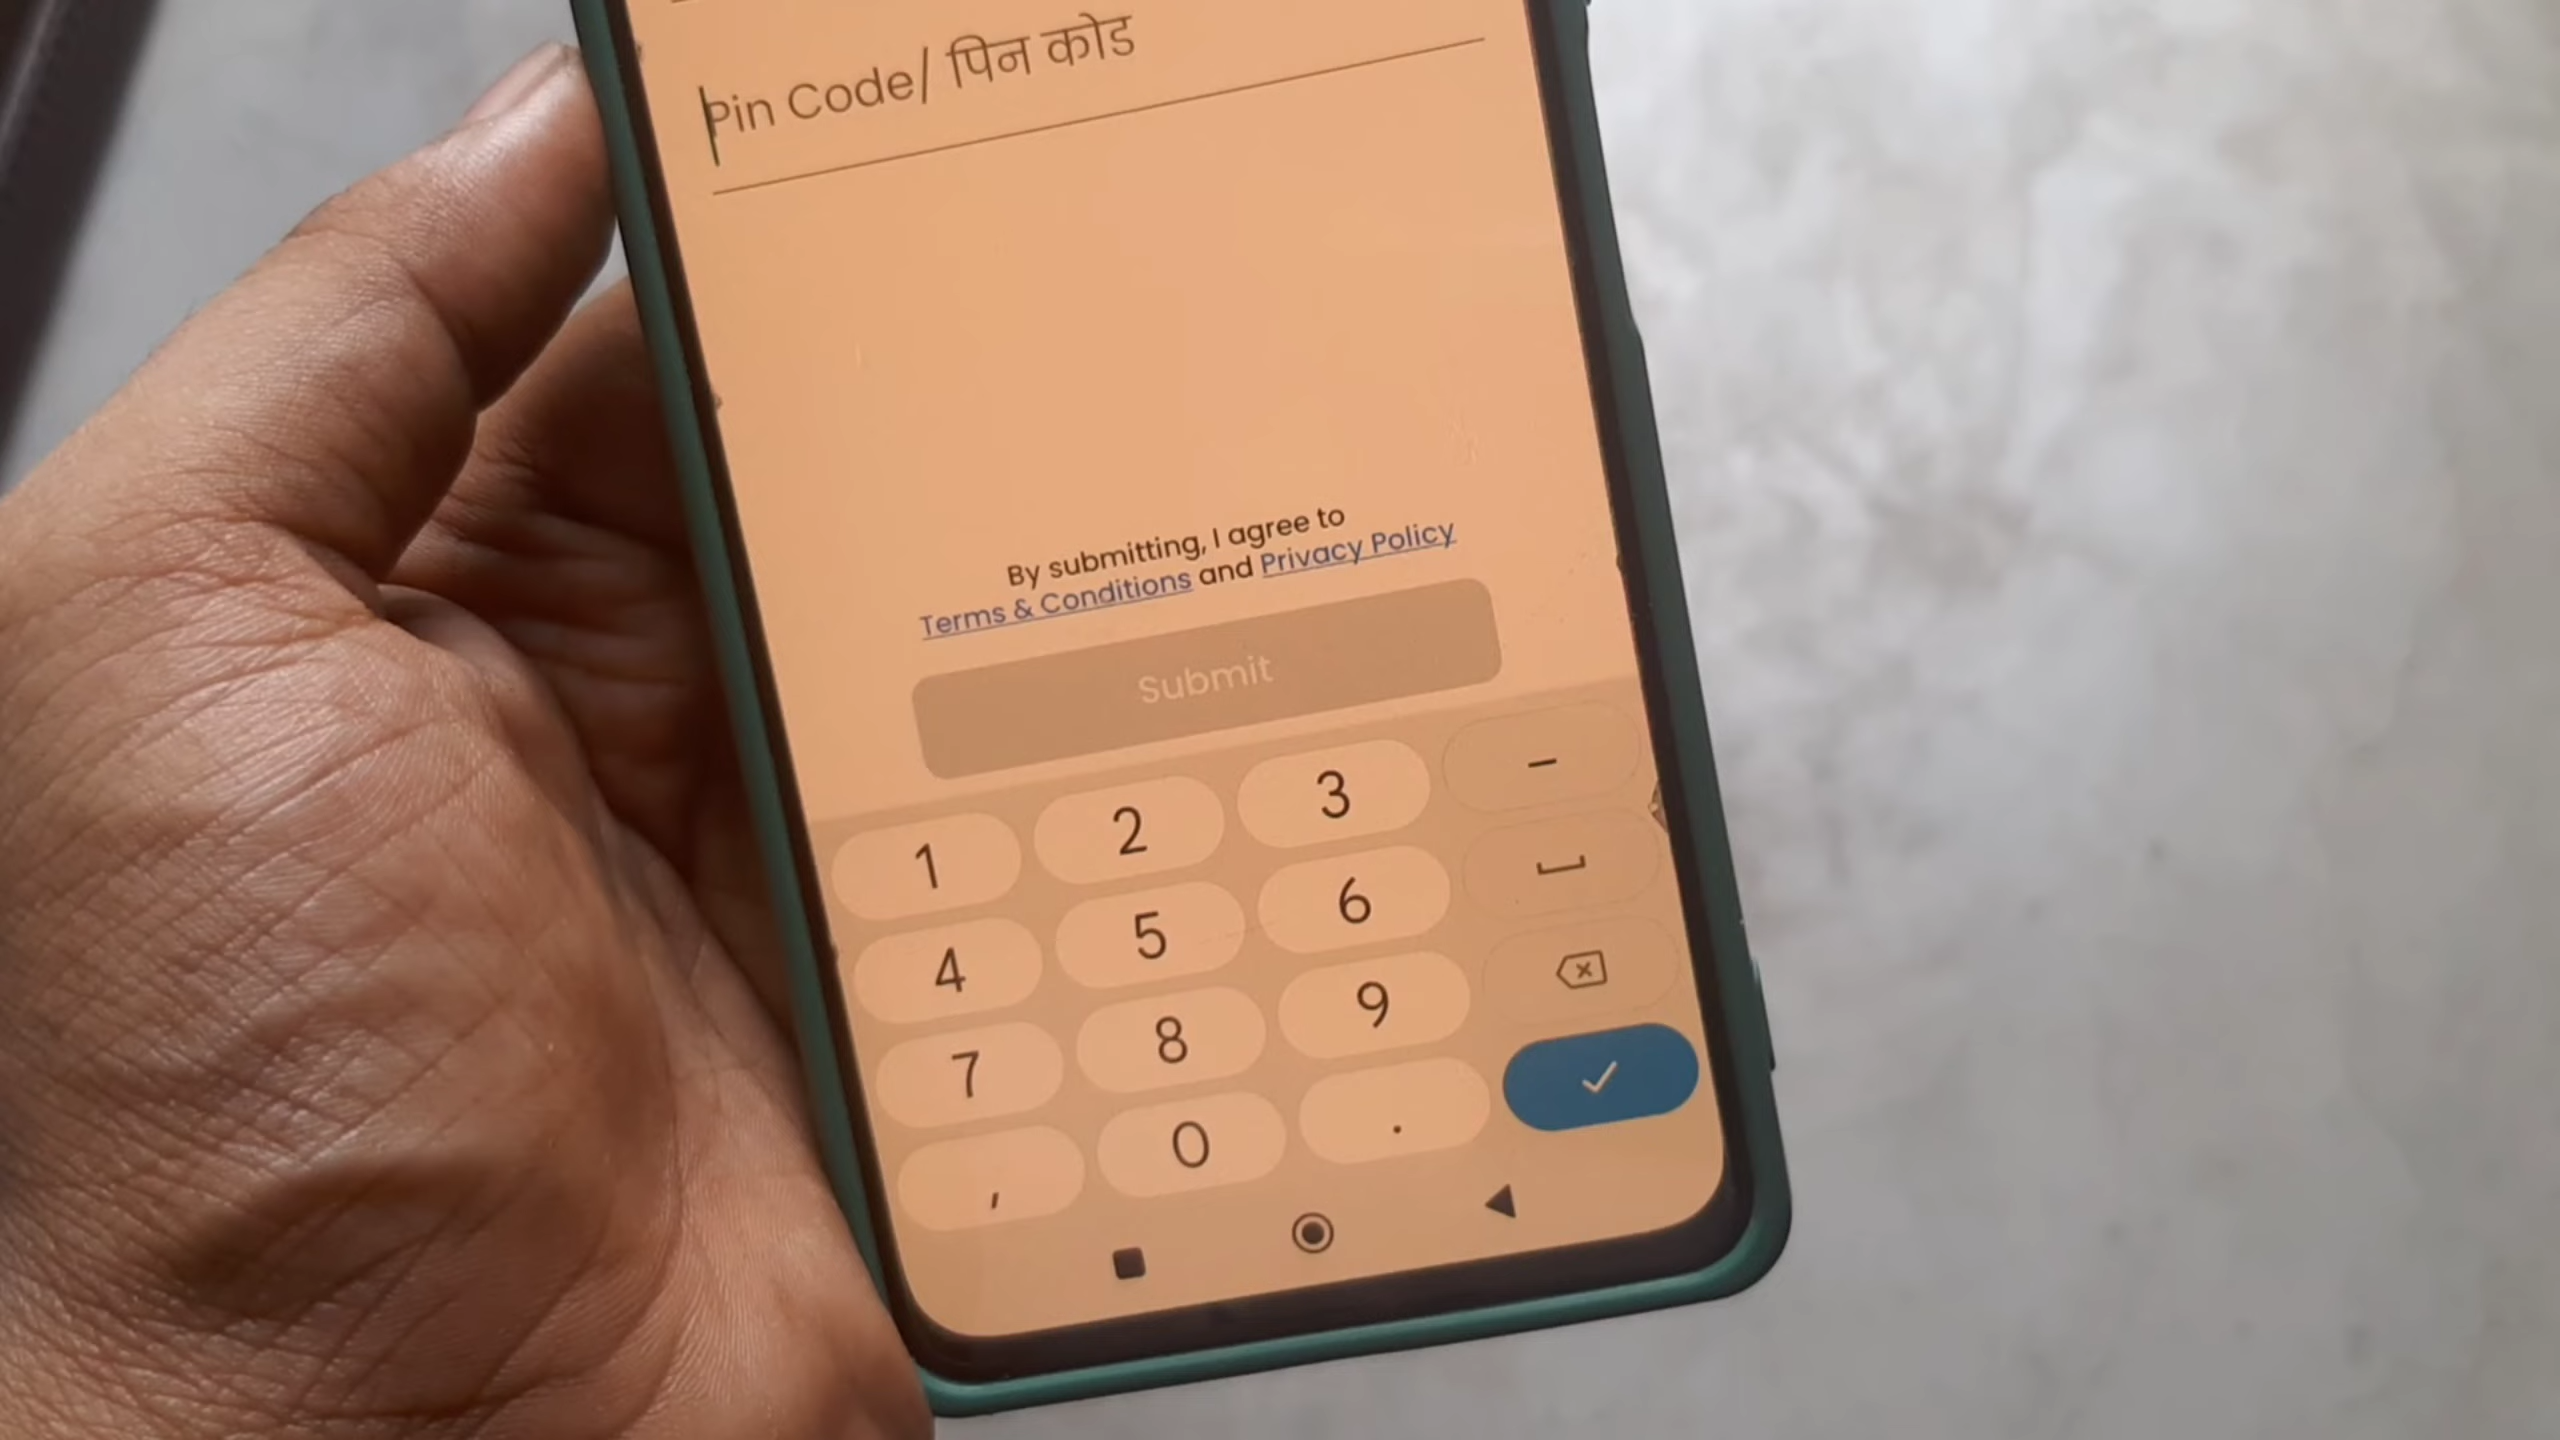 Pin Code/ पिन कोड
By submitting, I agree to
Terms & Conditions and Privacy Policy
Submit
1 2 3 –
4 5 6
7 8 9
, 0 .